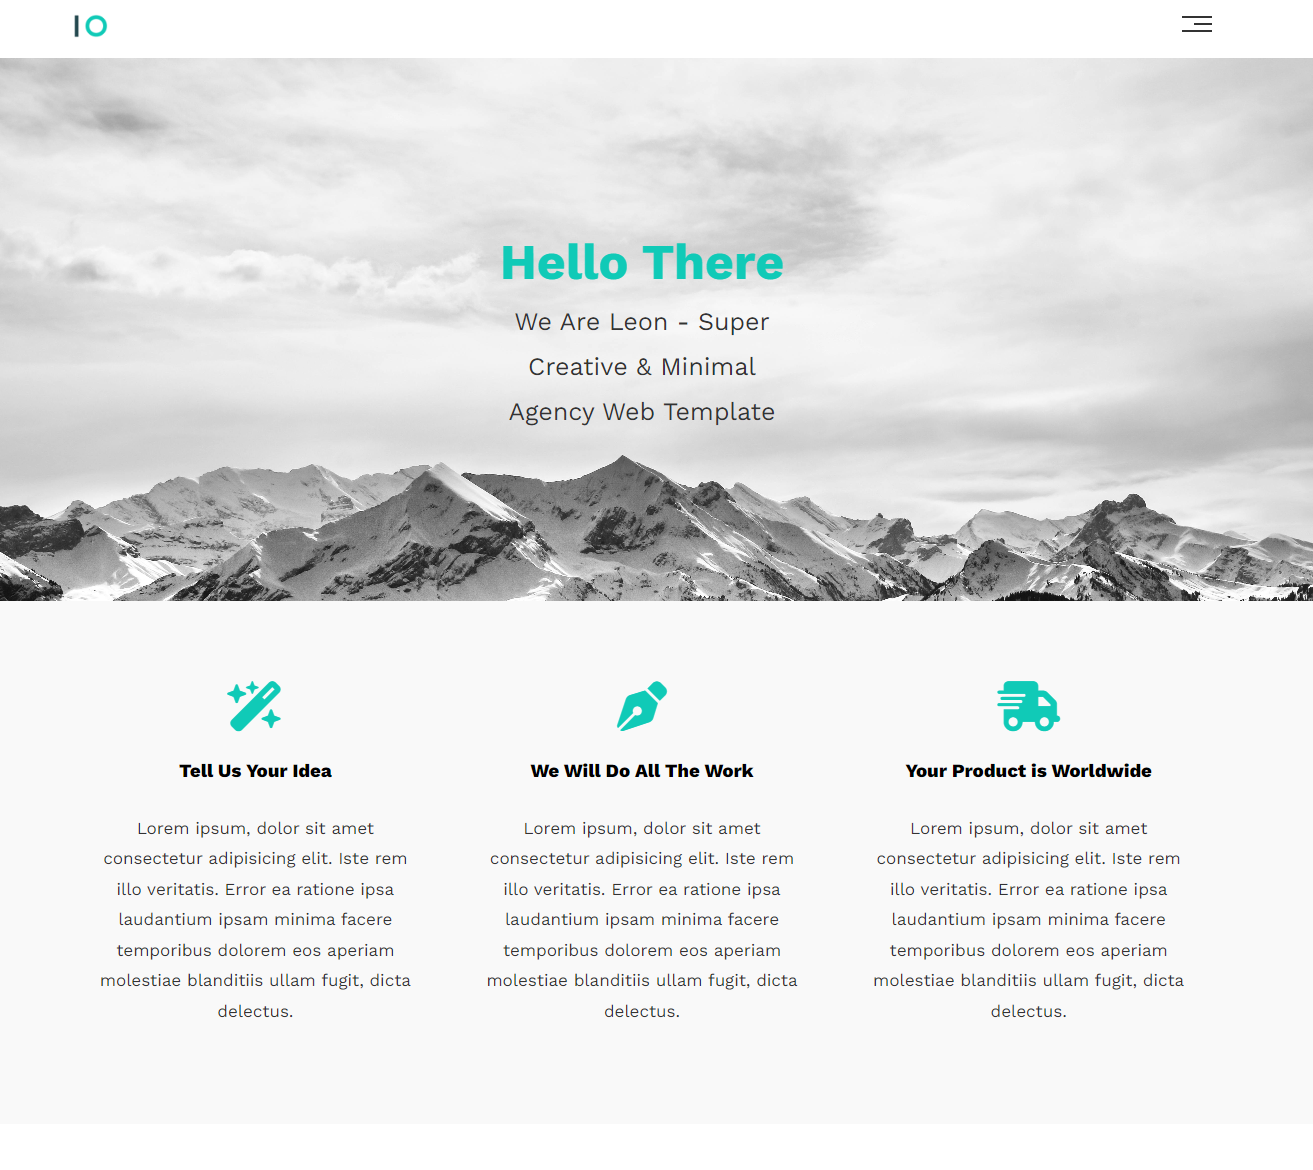 IO
Hello There
We Are Leon - Super
Creative & Minimal
Agency Web Template
Tell Us Your Idea
Lorem ipsum, dolor sit amet
consectetur adipisicing elit. Iste rem
illo veritatis. Error ea ratione ipsa
laudantium ipsam minima facere
temporibus dolorem eos aperiam
molestiae blanditiis ullam fugit, dicta
delectus.
We Will Do All The Work
Lorem ipsum, dolor sit amet
consectetur adipisicing elit. Iste rem
illo veritatis. Error ea ratione ipsa
laudantium ipsam minima facere
temporibus dolorem eos aperiam
molestiae blanditiis ullam fugit, dicta
delectus.
Your Product is Worldwide
Lorem ipsum, dolor sit amet
consectetur adipisicing elit. Iste rem
illo veritatis. Error ea ratione ipsa
laudantium ipsam minima facere
temporibus dolorem eos aperiam
molestiae blanditiis ullam fugit, dicta
delectus.